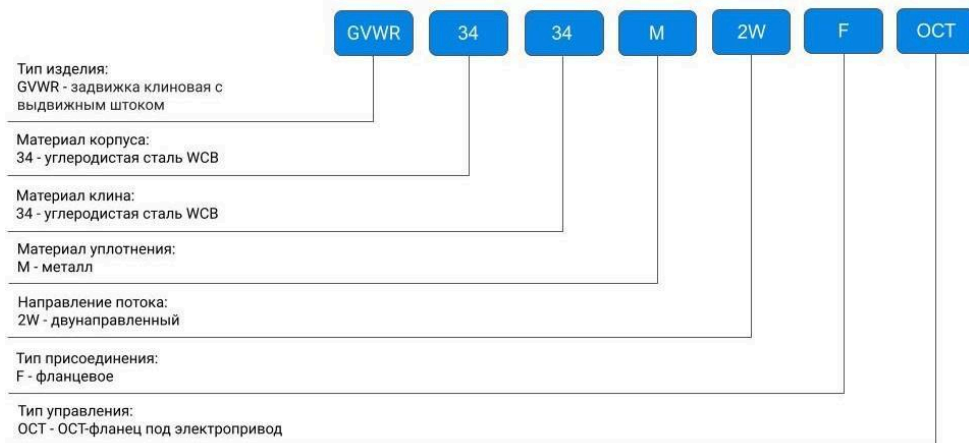 GVWR 34 34 M 2W F OCT
Тип изделия:
GVWR - задвижка клиновая с
выдвижным штоком
Материал корпуса:
34 - углеродистая сталь WCB
Материал клина:
34 - углеродистая сталь WCB
Материал уплотнения:
М - металл
Направление потока:
2W - двунаправленный
Тип присоединения:
F - фланцевое
Тип управления:
ОСТ - ОСТ-фланец под электропривод